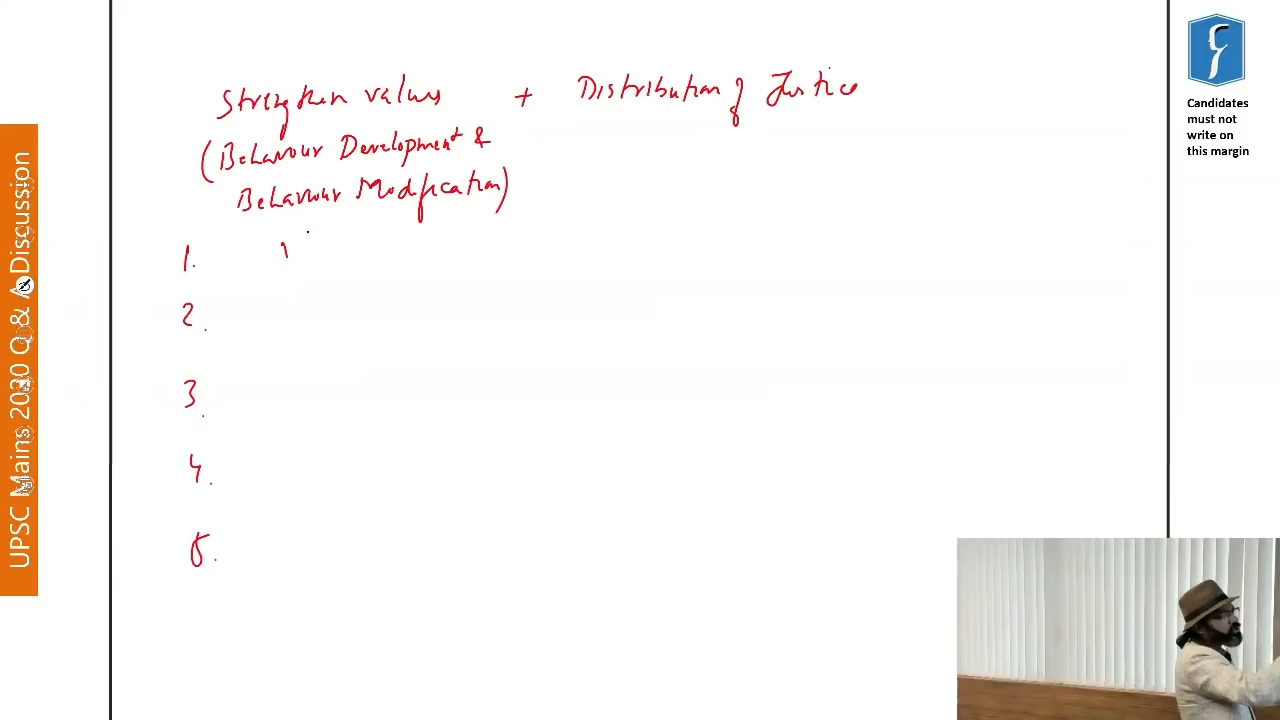 Strengthen values + Distribution of Justice
(Behaviour Development &
Behaviour Modification)
1.
2.
3.
4.
5.
UPSC Mains 2020 Q & A Discussion
Candidates
must not
write on
this margin